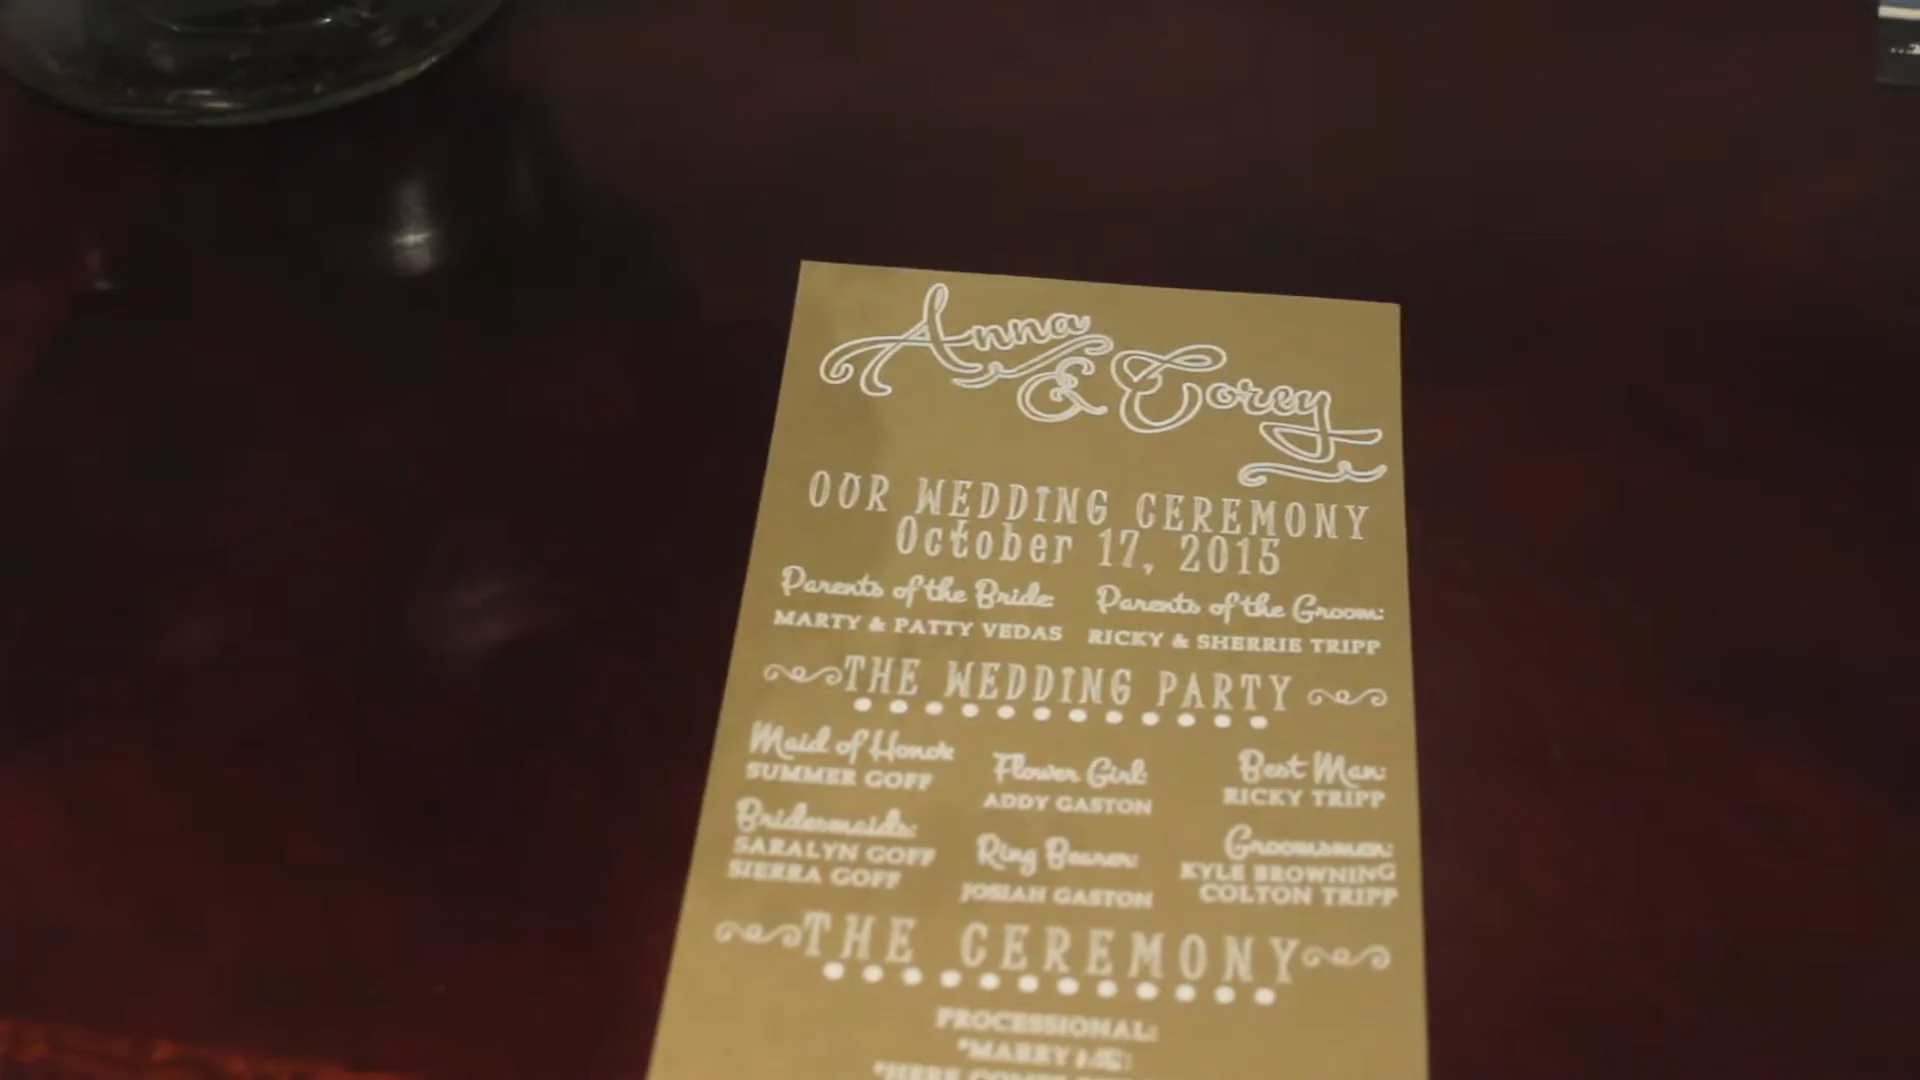 Anna
& Corey
OUR WEDDING CEREMONY
October 17, 2015
Parents of the Bride:
MARTY & PATTY VEDAS
Parents of the Groom:
RICKY & SHERRIE TRIPP
THE WEDDING PARTY
Maid of Honor:
SUMMER GOFF
Bridesmaids:
SARALYN GOFF
SIERRA GOFF
Flower Girl:
ADDY GASTON
Ring Bearer:
JOSIAH GASTON
Best Man:
RICKY TRIPP
Groomsmen:
KYLE BROWNING
COLTON TRIPP
THE CEREMONY
PROCESSIONAL:
"MARRY ME:
"HERE COMES